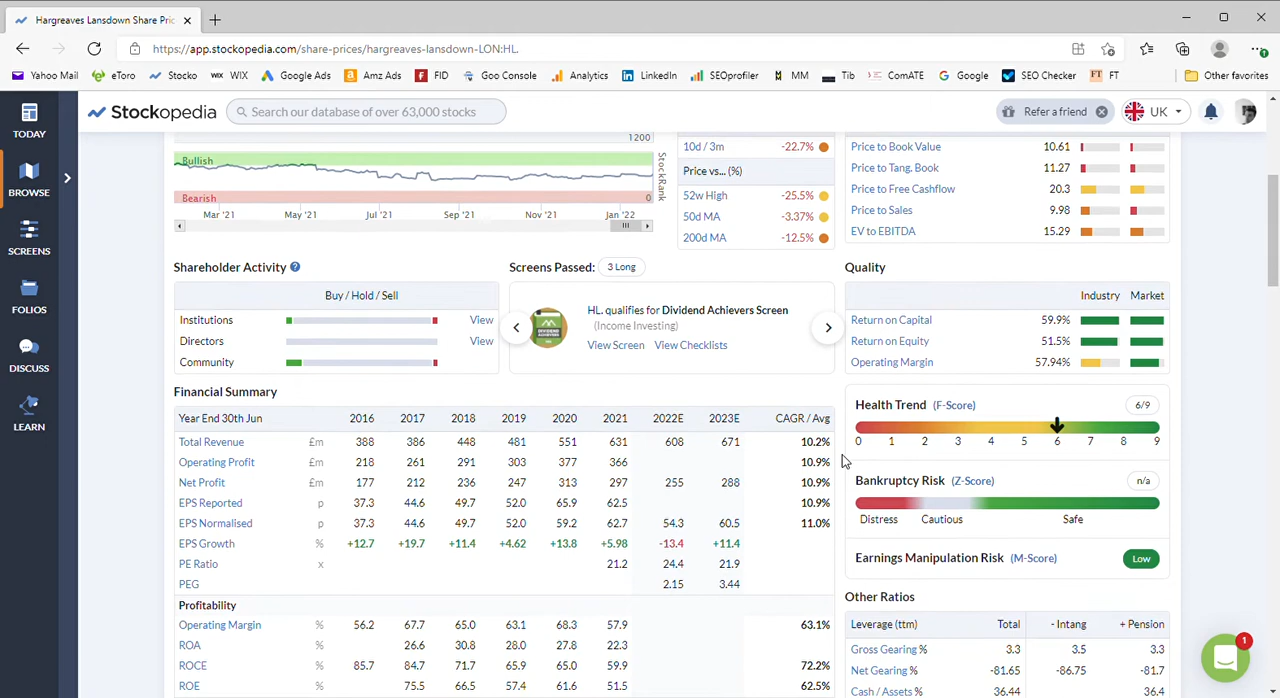 Hargreaves Lansdown Share Pric
https://app.stockopedia.com/share-prices/hargreaves-lansdown-LON:HL.
Yahoo Mail eToro Stocko WIX WIX Google Ads Amz Ads FID Goo Console Analytics LinkedIn SEOprofiler MM Tib ComATE Google SEO Checker FT FT Other favorites
Stockopedia Search our database of over 63,000 stocks Refer a friend UK
TODAY
BROWSE
SCREENS
FOLIOS
DISCUSS
LEARN
1200
Bullish
Bearish
0
StockRank
Mar '21 May '21 Jul '21 Sep '21 Nov '21 Jan '22
10d / 3m -22.7%
Price vs... (%)
52w High -25.5%
50d MA -3.37%
200d MA -12.5%
Price to Book Value 10.61
Price to Tang. Book 11.27
Price to Free Cashflow 20.3
Price to Sales 9.98
EV to EBITDA 15.29
Shareholder Activity ?
Buy / Hold / Sell
Institutions View
Directors View
Community
Screens Passed: 3 Long
HL. qualifies for Dividend Achievers Screen
(Income Investing)
View Screen View Checklists
DIVIDEND
ACHIEVERS
Quality
Industry Market
Return on Capital 59.9%
Return on Equity 51.5%
Operating Margin 57.94%
Financial Summary
Year End 30th Jun 2016 2017 2018 2019 2020 2021 2022E 2023E CAGR / Avg
Total Revenue £m 388 386 448 481 551 631 608 671 10.2%
Operating Profit £m 218 261 291 303 377 366 10.9%
Net Profit £m 177 212 236 247 313 297 255 288 10.9%
EPS Reported p 37.3 44.6 49.7 52.0 65.9 62.5 10.9%
EPS Normalised p 37.3 44.6 49.7 52.0 59.2 62.7 54.3 60.5 11.0%
EPS Growth % +12.7 +19.7 +11.4 +4.62 +13.8 +5.98 -13.4 +11.4
PE Ratio x 21.2 24.4 21.9
PEG 2.15 3.44
Profitability
Operating Margin % 56.2 67.7 65.0 63.1 68.3 57.9 63.1%
ROA % 26.6 30.8 28.0 27.8 22.3
ROCE % 85.7 84.7 71.7 65.9 65.0 59.9 72.2%
ROE % 75.5 66.5 57.4 61.6 51.5 62.5%
Health Trend (F-Score) 6/9
0 1 2 3 4 5 6 7 8 9
Bankruptcy Risk (Z-Score) n/a
Distress Cautious Safe
Earnings Manipulation Risk (M-Score) Low
Other Ratios
Leverage (ttm) Total - Intang + Pension
Gross Gearing % 3.3 3.5 3.3
Net Gearing % -81.65 -86.75 -81.7
Cash / Assets % 36.44 36.4
1